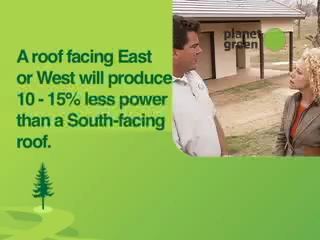 planet
green
A roof facing East
or West will produce
10 - 15% less power
than a South-facing
roof.